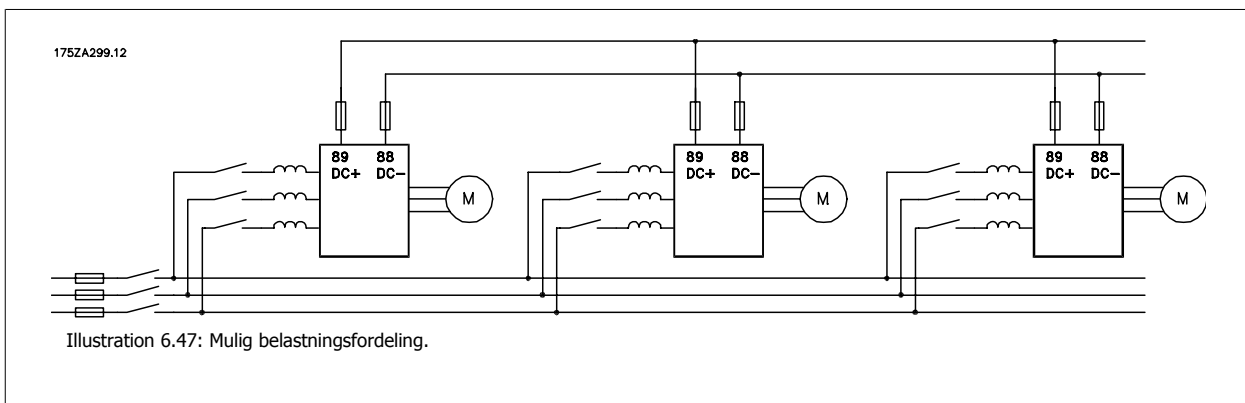 175ZA299.12
89 88
DC+ DC-
M
89 88
DC+ DC-
M
89 88
DC+ DC-
M
Illustration 6.47: Mulig belastningsfordeling.